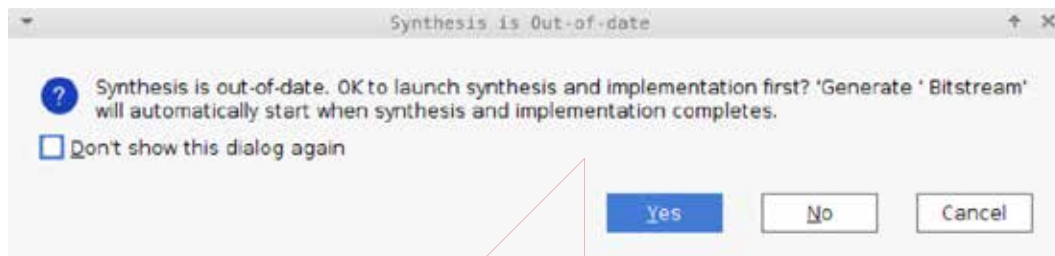 Synthesis is Out-of-date
Synthesis is out-of-date. OK to launch synthesis and implementation first? 'Generate ' Bitstream'
will automatically start when synthesis and implementation completes.
Don't show this dialog again
Yes No Cancel